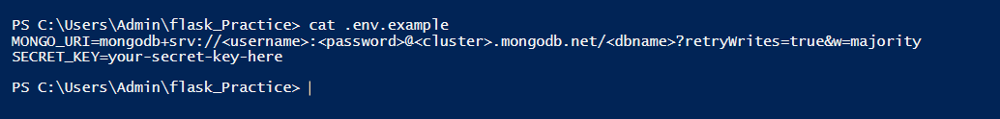 PS C:\Users\Admin\flask_Practice> cat .env.example
MONGO_URI=mongodb+srv://<username>:<password>@<cluster>.mongodb.net/<dbname>?retryWrites=true&w=majority
SECRET_KEY=your-secret-key-here
PS C:\Users\Admin\flask_Practice>